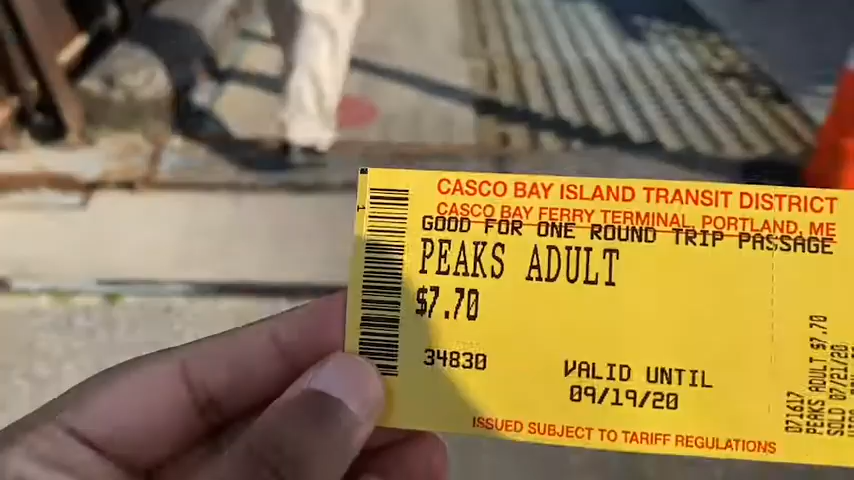 CASCO BAY ISLAND TRANSIT DISTRICT
CASCO BAY FERRY TERMINAL, PORTLAND, ME
GOOD FOR ONE ROUND TRIP PASSAGE
PEAKS ADULT
$7.70
34830
VALID UNTIL
09/19/20
ISSUED SUBJECT TO TARIFF REGULATIONS
071617
PEAKS ADULT $7.70
SOLD 07/21/20